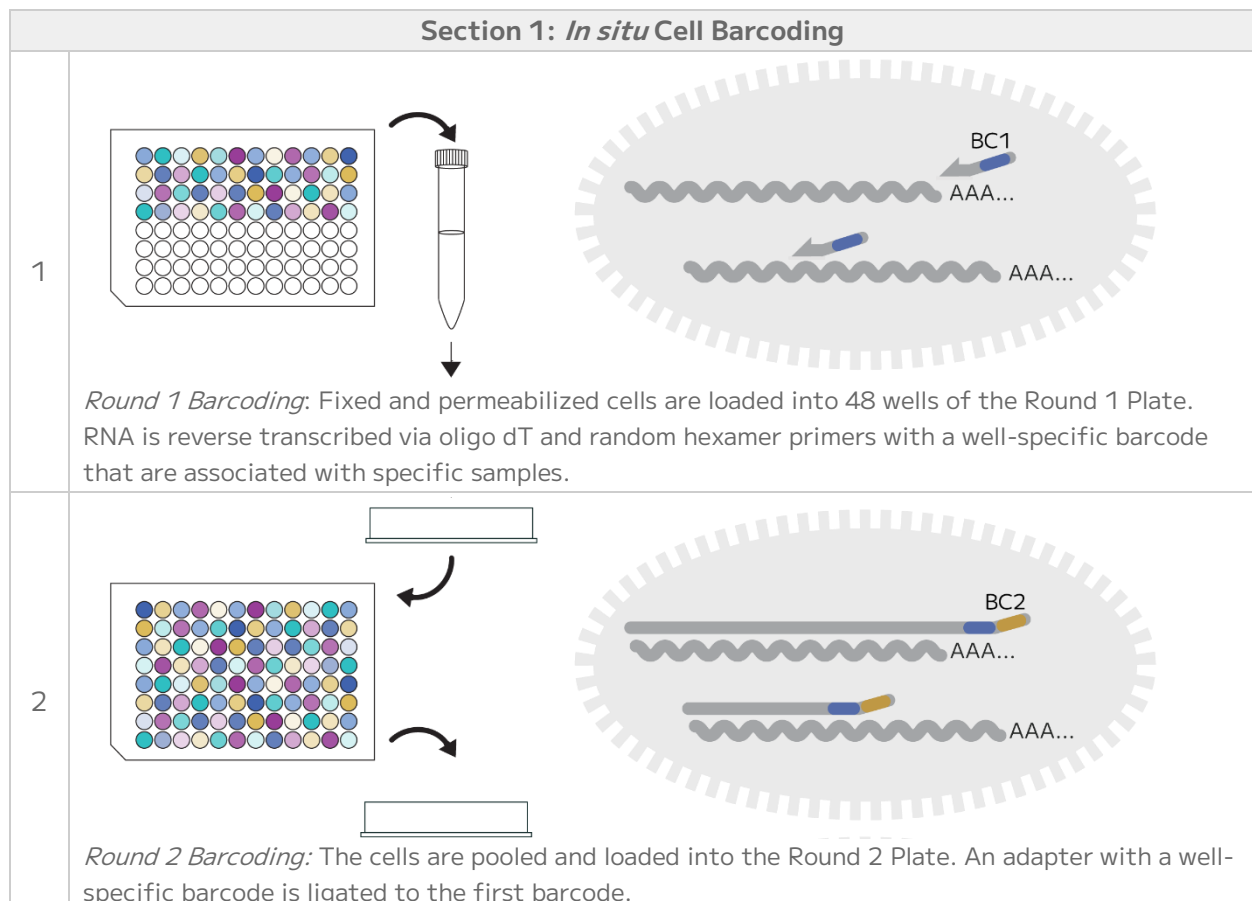 Section 1: In situ Cell Barcoding
1
BC1
AAA...
AAA...
Round 1 Barcoding: Fixed and permeabilized cells are loaded into 48 wells of the Round 1 Plate.
RNA is reverse transcribed via oligo dT and random hexamer primers with a well-specific barcode
that are associated with specific samples.
2
BC2
AAA...
AAA...
Round 2 Barcoding: The cells are pooled and loaded into the Round 2 Plate. An adapter with a well-
specific barcode is ligated to the first barcode.